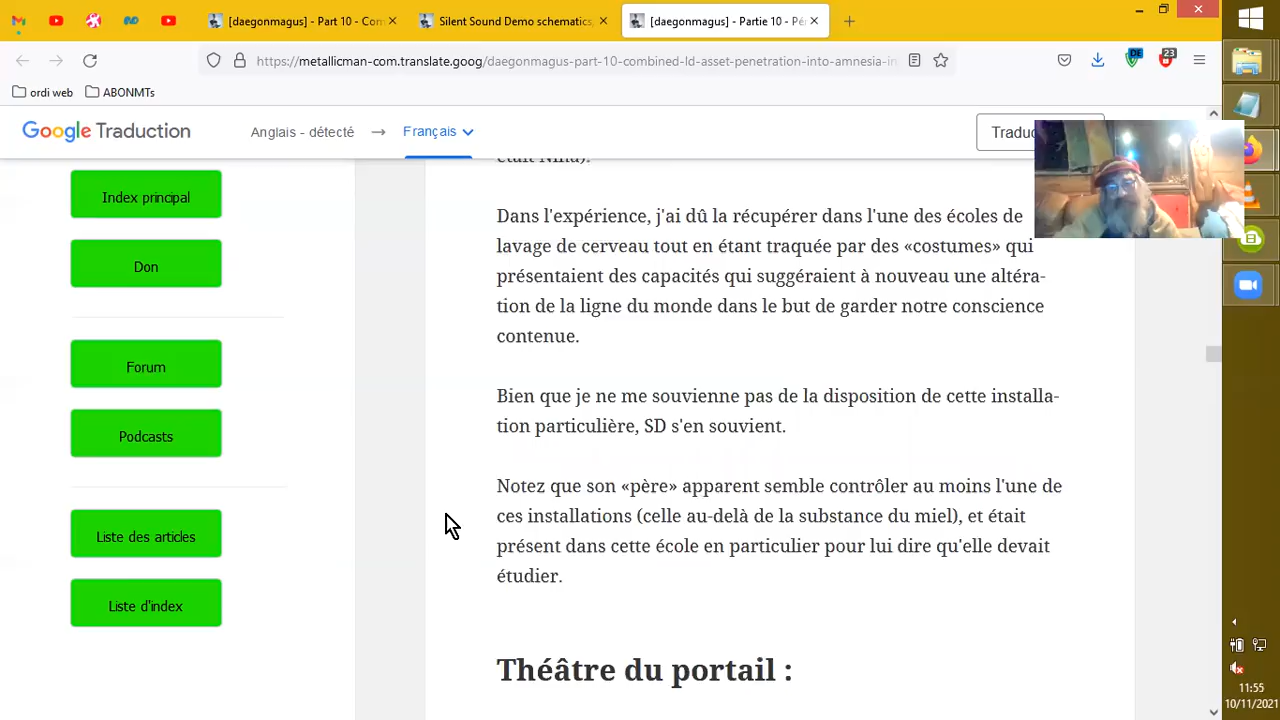 [daegonmagus] - Part 10 - Com
Silent Sound Demo schematics,
[daegonmagus] - Partie 10 - Pé
https://metallicman-com.translate.goog/daegonmagus-part-10-combined-ld-asset-penetration-into-amnesia-in
DE
23
ordi web
ABONMTs
Google Traduction
Anglais - détecté
Français
Index principal
Don
Forum
Podcasts
Liste des articles
Liste d'index
Dans l'expérience, j'ai dû la récupérer dans l'une des écoles de
lavage de cerveau tout en étant traquée par des «costumes» qui
présentaient des capacités qui suggéraient à nouveau une altéra-
tion de la ligne du monde dans le but de garder notre conscience
contenue.
Bien que je ne me souvienne pas de la disposition de cette installa-
tion particulière, SD s'en souvient.
Notez que son «père» apparent semble contrôler au moins l'une de
ces installations (celle au-delà de la substance du miel), et était
présent dans cette école en particulier pour lui dire qu'elle devait
étudier.
Théâtre du portail :
11:55
10/11/2021